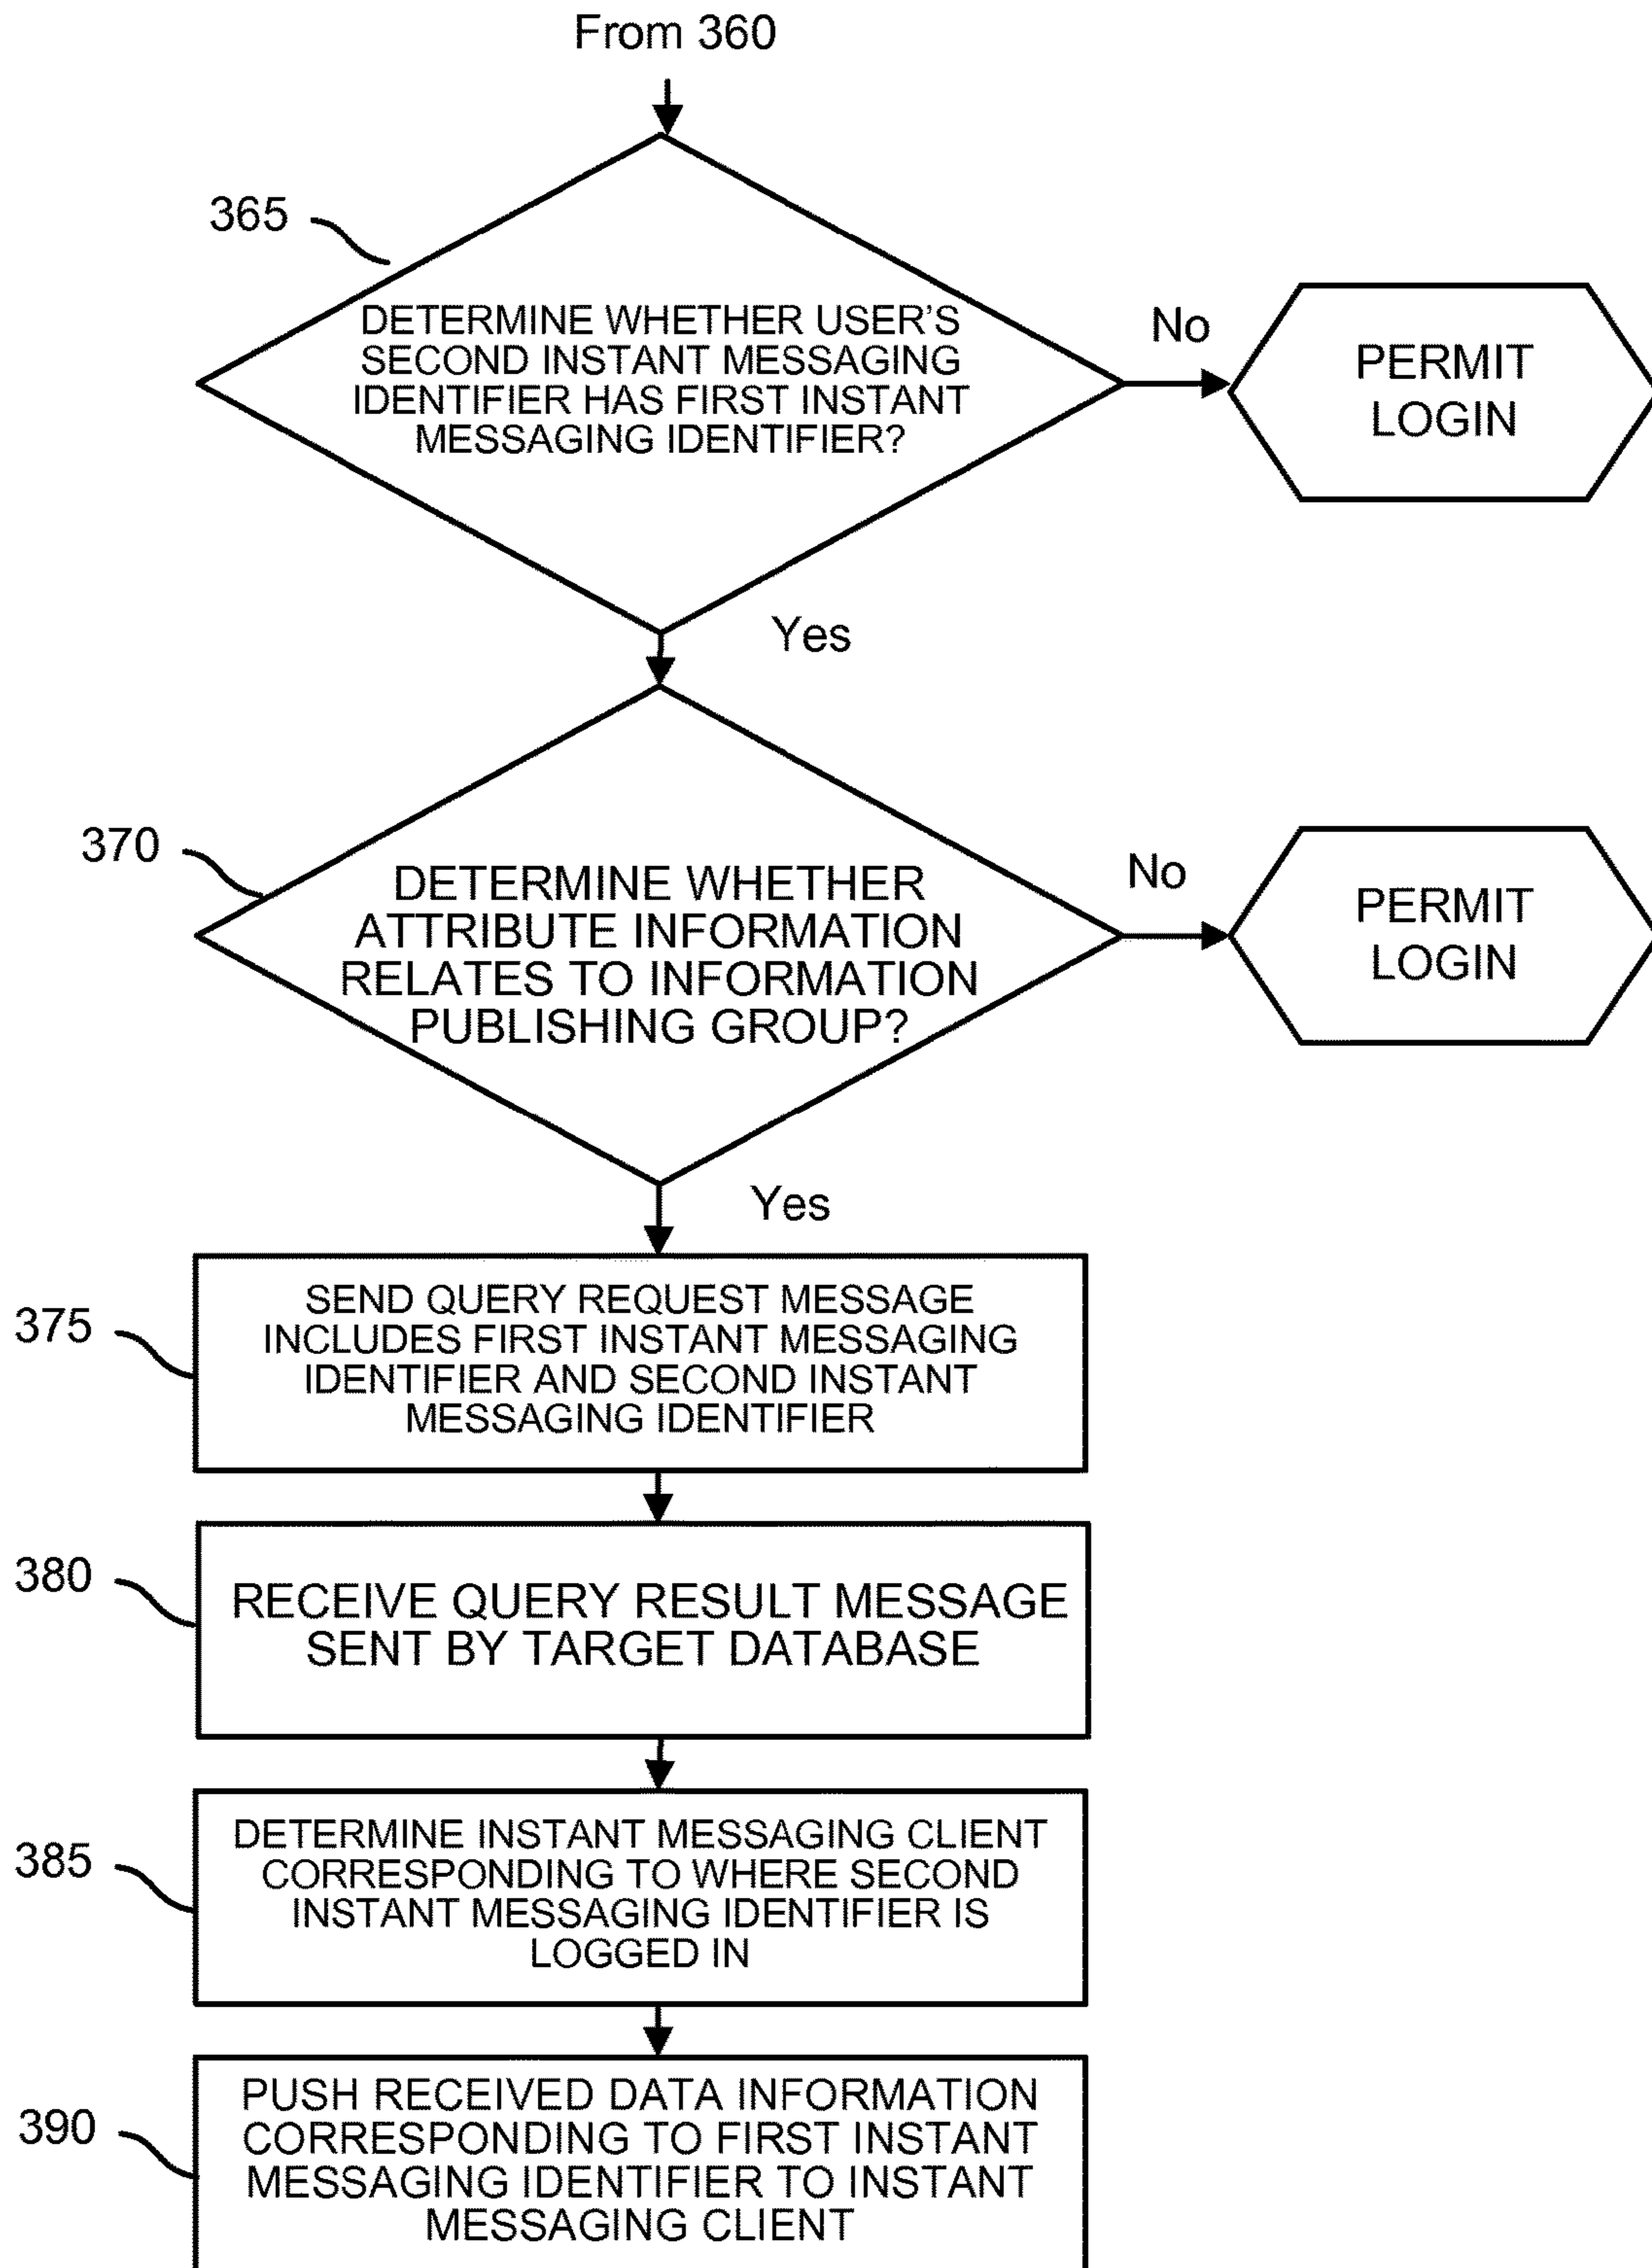 From 360
365
DETERMINE WHETHER USER'S
SECOND INSTANT MESSAGING
IDENTIFIER HAS FIRST INSTANT
MESSAGING IDENTIFIER?
No
PERMIT
LOGIN
Yes
370
DETERMINE WHETHER
ATTRIBUTE INFORMATION
RELATES TO INFORMATION
PUBLISHING GROUP?
No
PERMIT
LOGIN
Yes
375
SEND QUERY REQUEST MESSAGE
INCLUDES FIRST INSTANT MESSAGING
IDENTIFIER AND SECOND INSTANT
MESSAGING IDENTIFIER
380
RECEIVE QUERY RESULT MESSAGE
SENT BY TARGET DATABASE
385
DETERMINE INSTANT MESSAGING CLIENT
CORRESPONDING TO WHERE SECOND
INSTANT MESSAGING IDENTIFIER IS
LOGGED IN
390
PUSH RECEIVED DATA INFORMATION
CORRESPONDING TO FIRST INSTANT
MESSAGING IDENTIFIER TO INSTANT
MESSAGING CLIENT